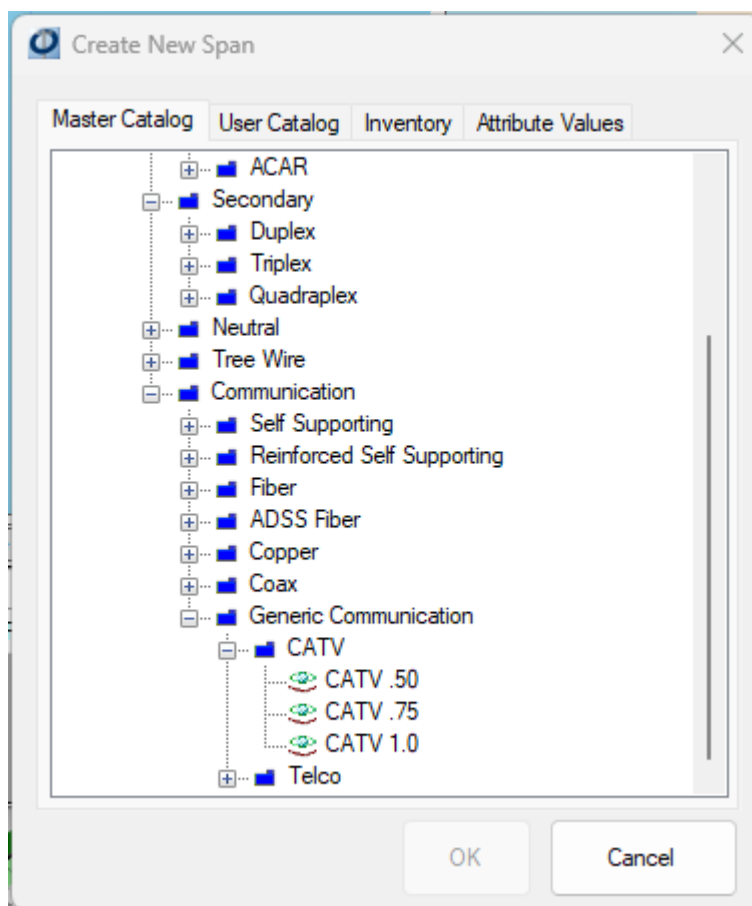 Create New Span
Master Catalog User Catalog Inventory Attribute Values
ACAR
Secondary
Duplex
Triplex
Quadraplex
Neutral
Tree Wire
Communication
Self Supporting
Reinforced Self Supporting
Fiber
ADSS Fiber
Copper
Coax
Generic Communication
CATV
CATV .50
CATV .75
CATV 1.0
Telco
OK Cancel